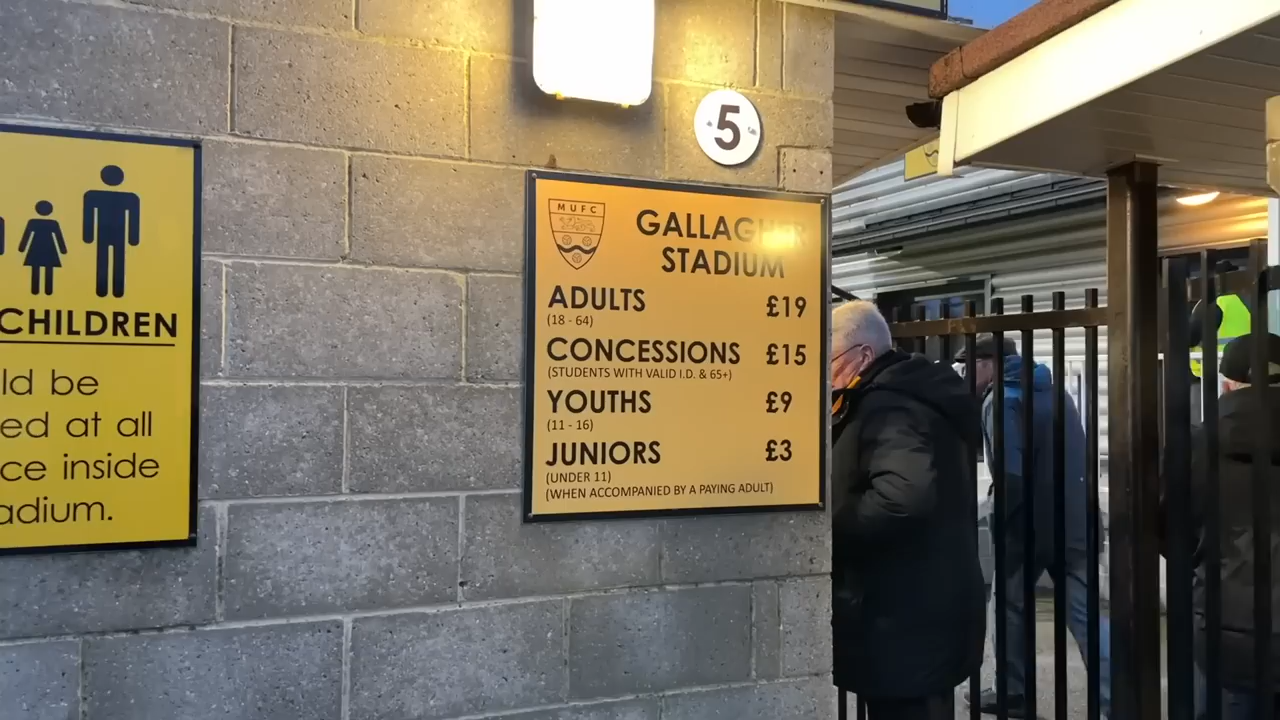 CHILDREN
ld be
ed at all
ce inside
adium.
5
MUFC
GALLAGHER
STADIUM
ADULTS £19
(18 - 64)
CONCESSIONS £15
(STUDENTS WITH VALID I.D. & 65+)
YOUTHS £9
(11 - 16)
JUNIORS £3
(UNDER 11)
(WHEN ACCOMPANIED BY A PAYING ADULT)